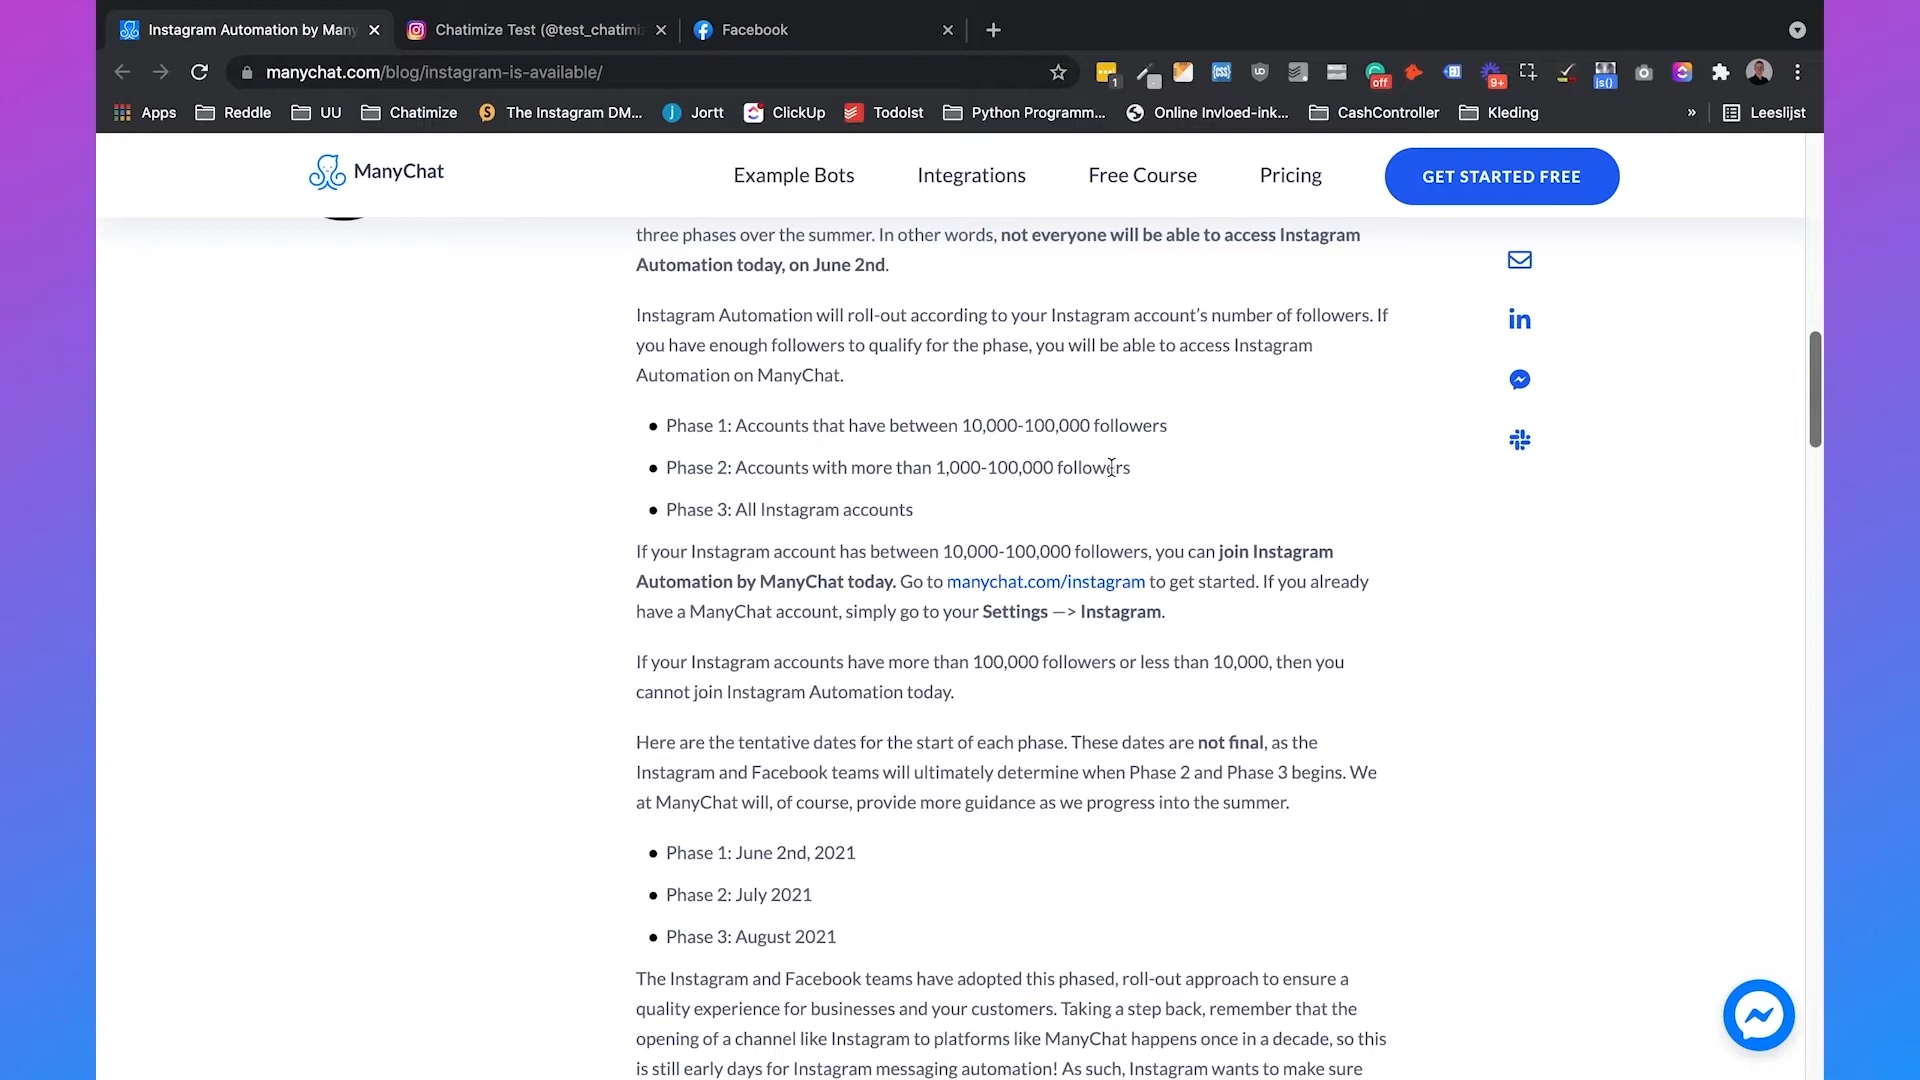 Instagram Automation by Many
Chatimize Test (@test_chatimi
Facebook
manychat.com/blog/instagram-is-available/
1
off
9+
js()
Apps
Reddle
UU
Chatimize
The Instagram DM...
Jortt
ClickUp
TodoIst
Python Programm...
Online Invloed-ink...
CashController
Kleding
»
Leeslijst
ManyChat
Example Bots
Integrations
Free Course
Pricing
GET STARTED FREE
three phases over the summer. In other words, not everyone will be able to access Instagram
Automation today, on June 2nd.
Instagram Automation will roll-out according to your Instagram account’s number of followers. If
you have enough followers to qualify for the phase, you will be able to access Instagram
Automation on ManyChat.
● Phase 1: Accounts that have between 10,000-100,000 followers
● Phase 2: Accounts with more than 1,000-100,000 followers
● Phase 3: All Instagram accounts
If your Instagram account has between 10,000-100,000 followers, you can join Instagram
Automation by ManyChat today. Go to manychat.com/instagram to get started. If you already
have a ManyChat account, simply go to your Settings —> Instagram.
If your Instagram accounts have more than 100,000 followers or less than 10,000, then you
cannot join Instagram Automation today.
Here are the tentative dates for the start of each phase. These dates are not final, as the
Instagram and Facebook teams will ultimately determine when Phase 2 and Phase 3 begins. We
at ManyChat will, of course, provide more guidance as we progress into the summer.
● Phase 1: June 2nd, 2021
● Phase 2: July 2021
● Phase 3: August 2021
The Instagram and Facebook teams have adopted this phased, roll-out approach to ensure a
quality experience for businesses and your customers. Taking a step back, remember that the
opening of a channel like Instagram to platforms like ManyChat happens once in a decade, so this
is still early days for Instagram messaging automation! As such, Instagram wants to make sure